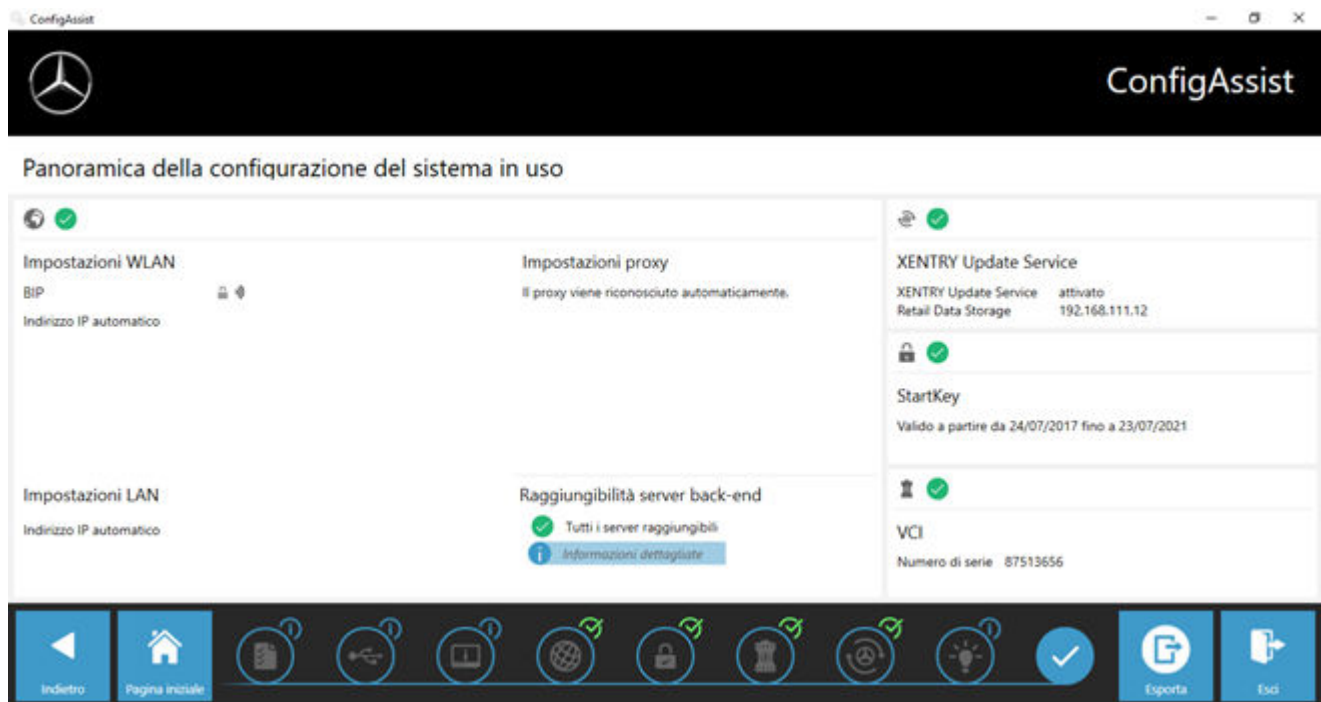 ConfigAssist
ConfigAssist
Panoramica della configurazione del sistema in uso
Impostazioni WLAN
BIP
Indirizzo IP automatico
Impostazioni proxy
Il proxy viene riconosciuto automaticamente.
Impostazioni LAN
Indirizzo IP automatico
Raggiungibilità server back-end
Tutti i server raggiungibili
Informazioni dettagliate
XENTRY Update Service
XENTRY Update Service attivato
Retail Data Storage 192.168.111.12
StartKey
Valido a partire da 24/07/2017 fino a 23/07/2021
VCI
Numero di serie 87513656
Indietro
Pagina iniziale
Esporta
Esci